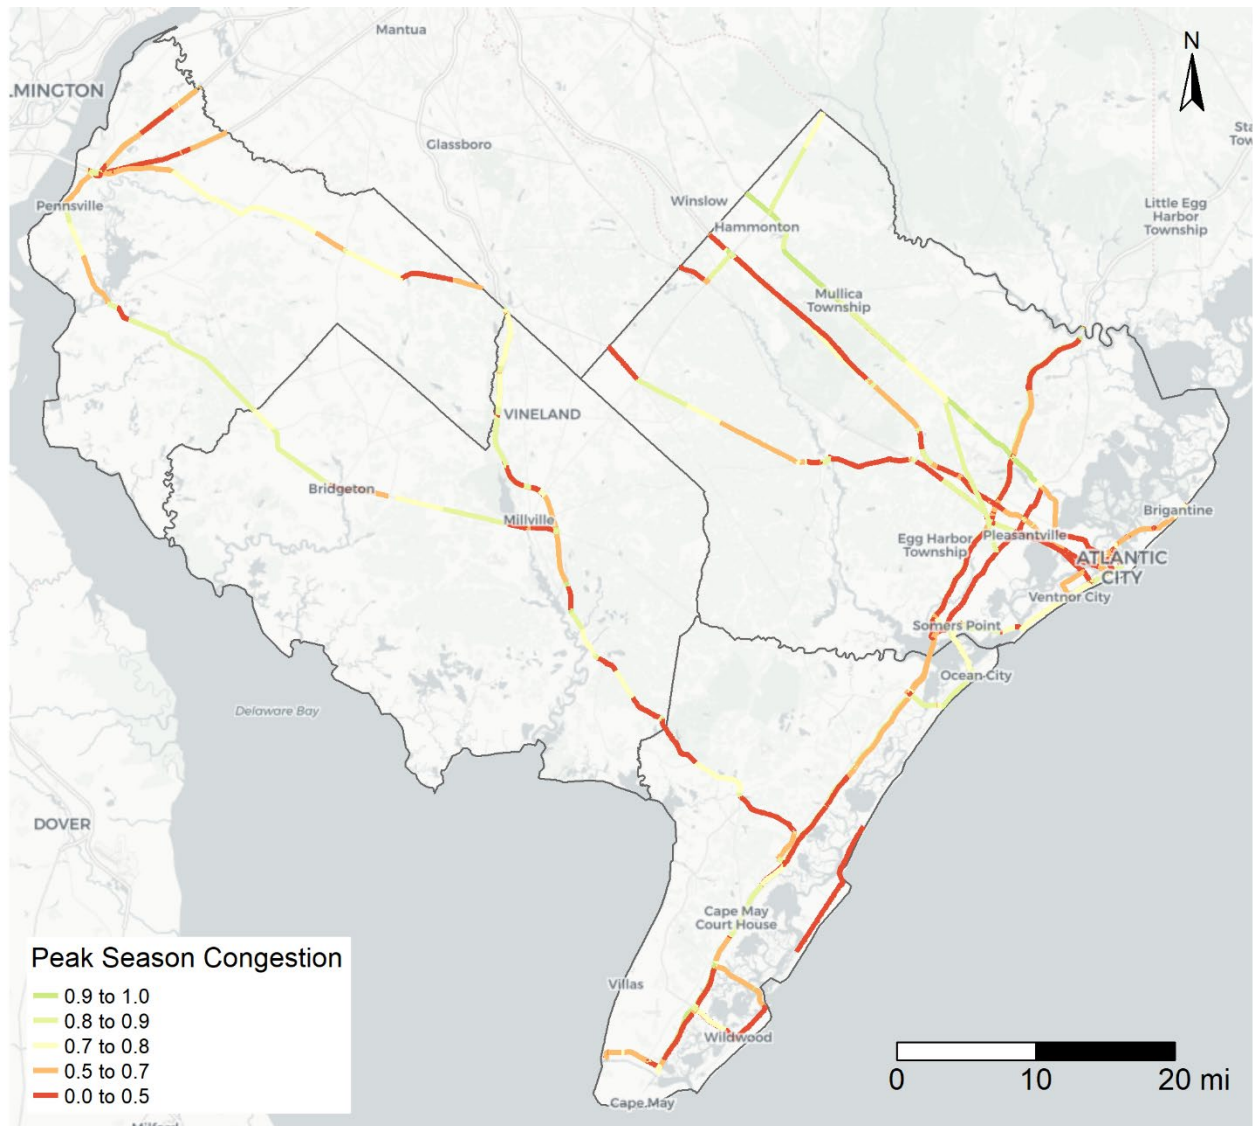 Mantua
N
LMINGTON
Glassboro
Sta
Tow
Winslow
Little Egg
Harbor
Township
Pennsville
Hammonton
Mullica
Township
VINELAND
Bridgeton
Millville
Brigantine
Egg Harbor
Township
Pleasantville
ATLANTIC
CITY
Ventnor City
Somers Point
Ocean City
Delaware Bay
DOVER
Cape May
Court House
Villas
Wildwood
Cape May
Peak Season Congestion
0.9 to 1.0
0.8 to 0.9
0.7 to 0.8
0.5 to 0.7
0.0 to 0.5
0 10 20 mi